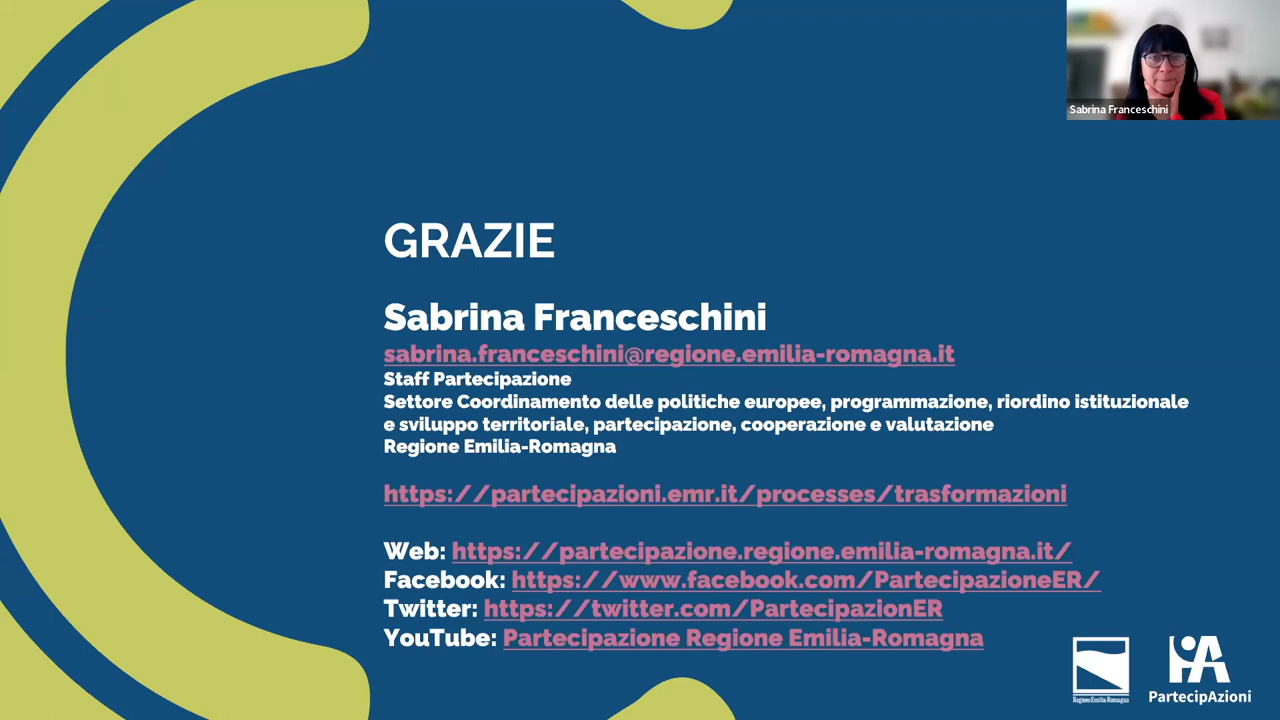 Sabrina Franceschini
GRAZIE
Sabrina Franceschini
sabrina.franceschini@regione.emilia-romagna.it
Staff Partecipazione
Settore Coordinamento delle politiche europee, programmazione, riordino istituzionale
e sviluppo territoriale, partecipazione, cooperazione e valutazione
Regione Emilia-Romagna
https://partecipazioni.emr.it/processes/trasformazioni
Web: https://partecipazione.regione.emilia-romagna.it/
Facebook: https://www.facebook.com/PartecipazioneER/
Twitter: https://twitter.com/PartecipazionER
YouTube: Partecipazione Regione Emilia-Romagna
RegioneEmilia-Romagna
PartecipAzioni